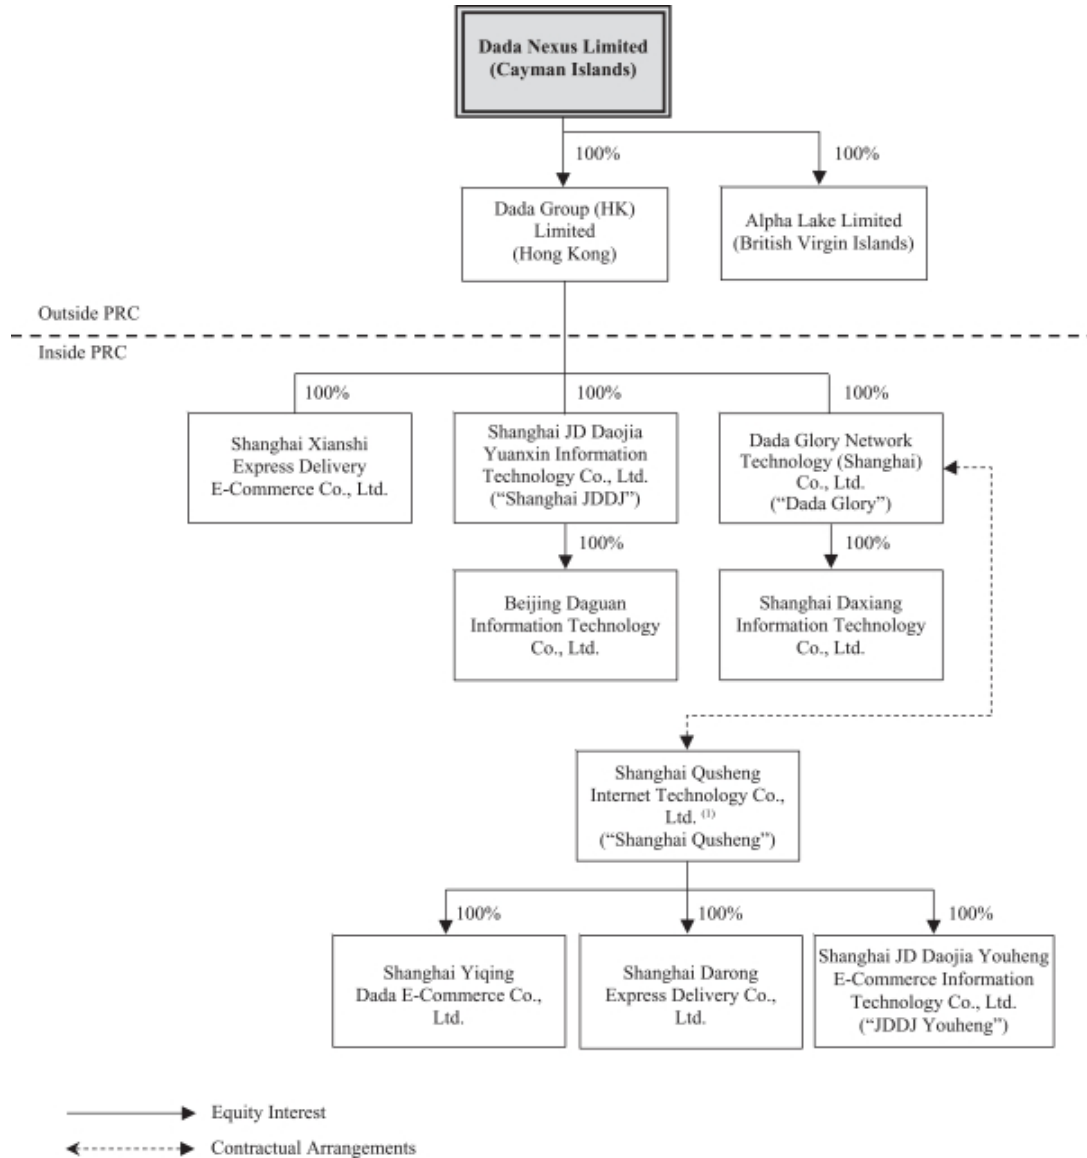 Dada Nexus Limited
(Cayman Islands)
100%
100%
Dada Group (HK)
Limited
(Hong Kong)
Alpha Lake Limited
(British Virgin Islands)
Outside PRC
Inside PRC
100%
100%
100%
Shanghai Xianshi
Express Delivery
E-Commerce Co., Ltd.
Shanghai JD Daojia
Yuanxin Information
Technology Co., Ltd.
(“Shanghai JDDJ”)
Dada Glory Network
Technology (Shanghai)
Co., Ltd.
(“Dada Glory”)
100%
100%
Beijing Daguan
Information Technology
Co., Ltd.
Shanghai Daxiang
Information Technology
Co., Ltd.
Shanghai Qusheng
Internet Technology Co.,
Ltd. (1)
(“Shanghai Qusheng”)
100%
100%
100%
Shanghai Yiqing
Dada E-Commerce Co.,
Ltd.
Shanghai Darong
Express Delivery Co.,
Ltd.
Shanghai JD Daojia Youheng
E-Commerce Information
Technology Co., Ltd.
(“JDDJ Youheng”)
Equity Interest
Contractual Arrangements